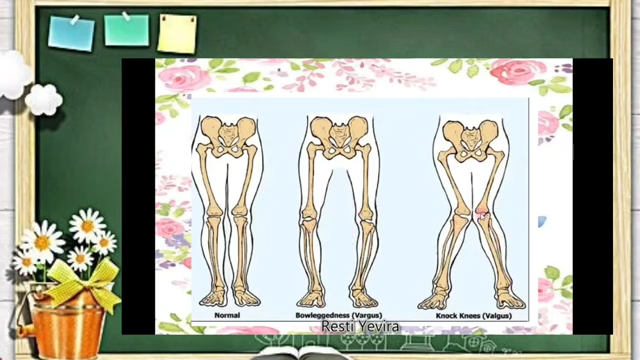 Normal
Bowleggedness (Vargus)
Knock Knees (Valgus)
Resti Yevira